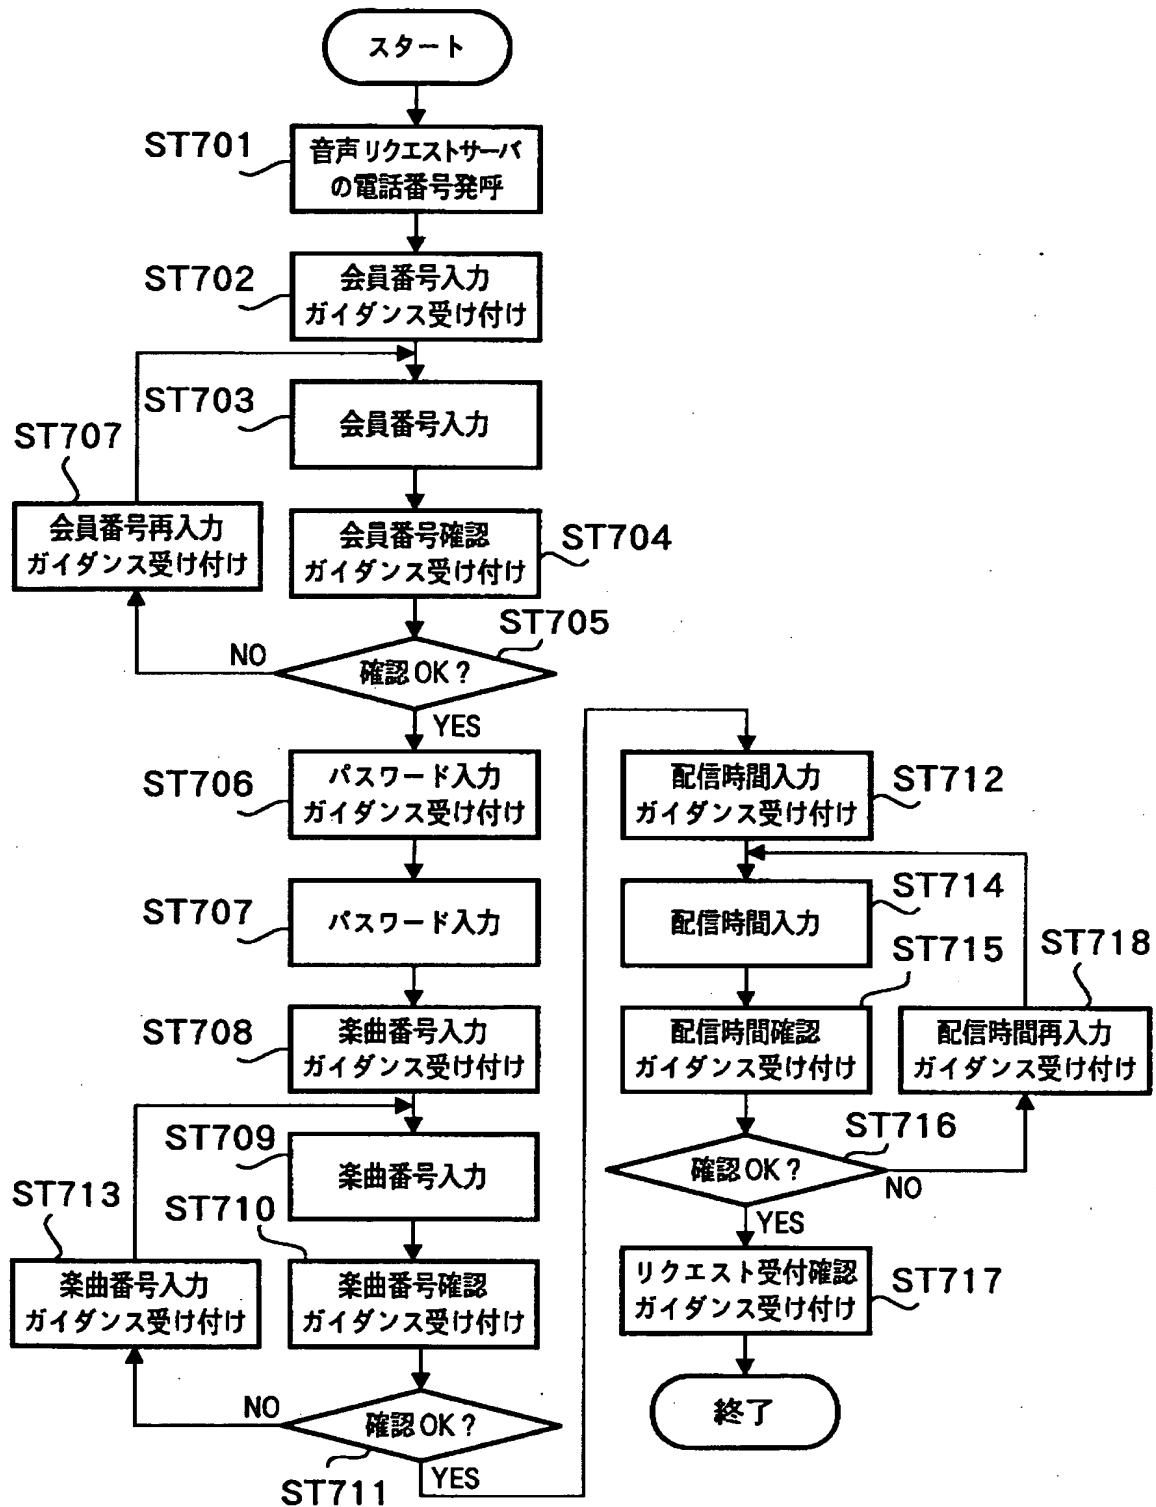 スタート
ST701
音声リクエストサーバ
の電話番号発呼
ST702
会員番号入力
ガイダンス受け付け
ST703
会員番号入力
ST707
会員番号再入力
ガイダンス受け付け
会員番号確認
ガイダンス受け付け
ST704
ST705
NO
確認OK?
YES
ST706
パスワード入力
ガイダンス受け付け
ST707
パスワード入力
ST708
楽曲番号入力
ガイダンス受け付け
ST709
楽曲番号入力
ST713
楽曲番号入力
ガイダンス受け付け
ST710
楽曲番号確認
ガイダンス受け付け
NO
確認OK?
ST711
YES
配信時間入力
ガイダンス受け付け
ST712
ST714
配信時間入力
ST715
配信時間確認
ガイダンス受け付け
ST718
配信時間再入力
ガイダンス受け付け
ST716
確認OK?
NO
YES
リクエスト受付確認
ガイダンス受け付け
ST717
終了